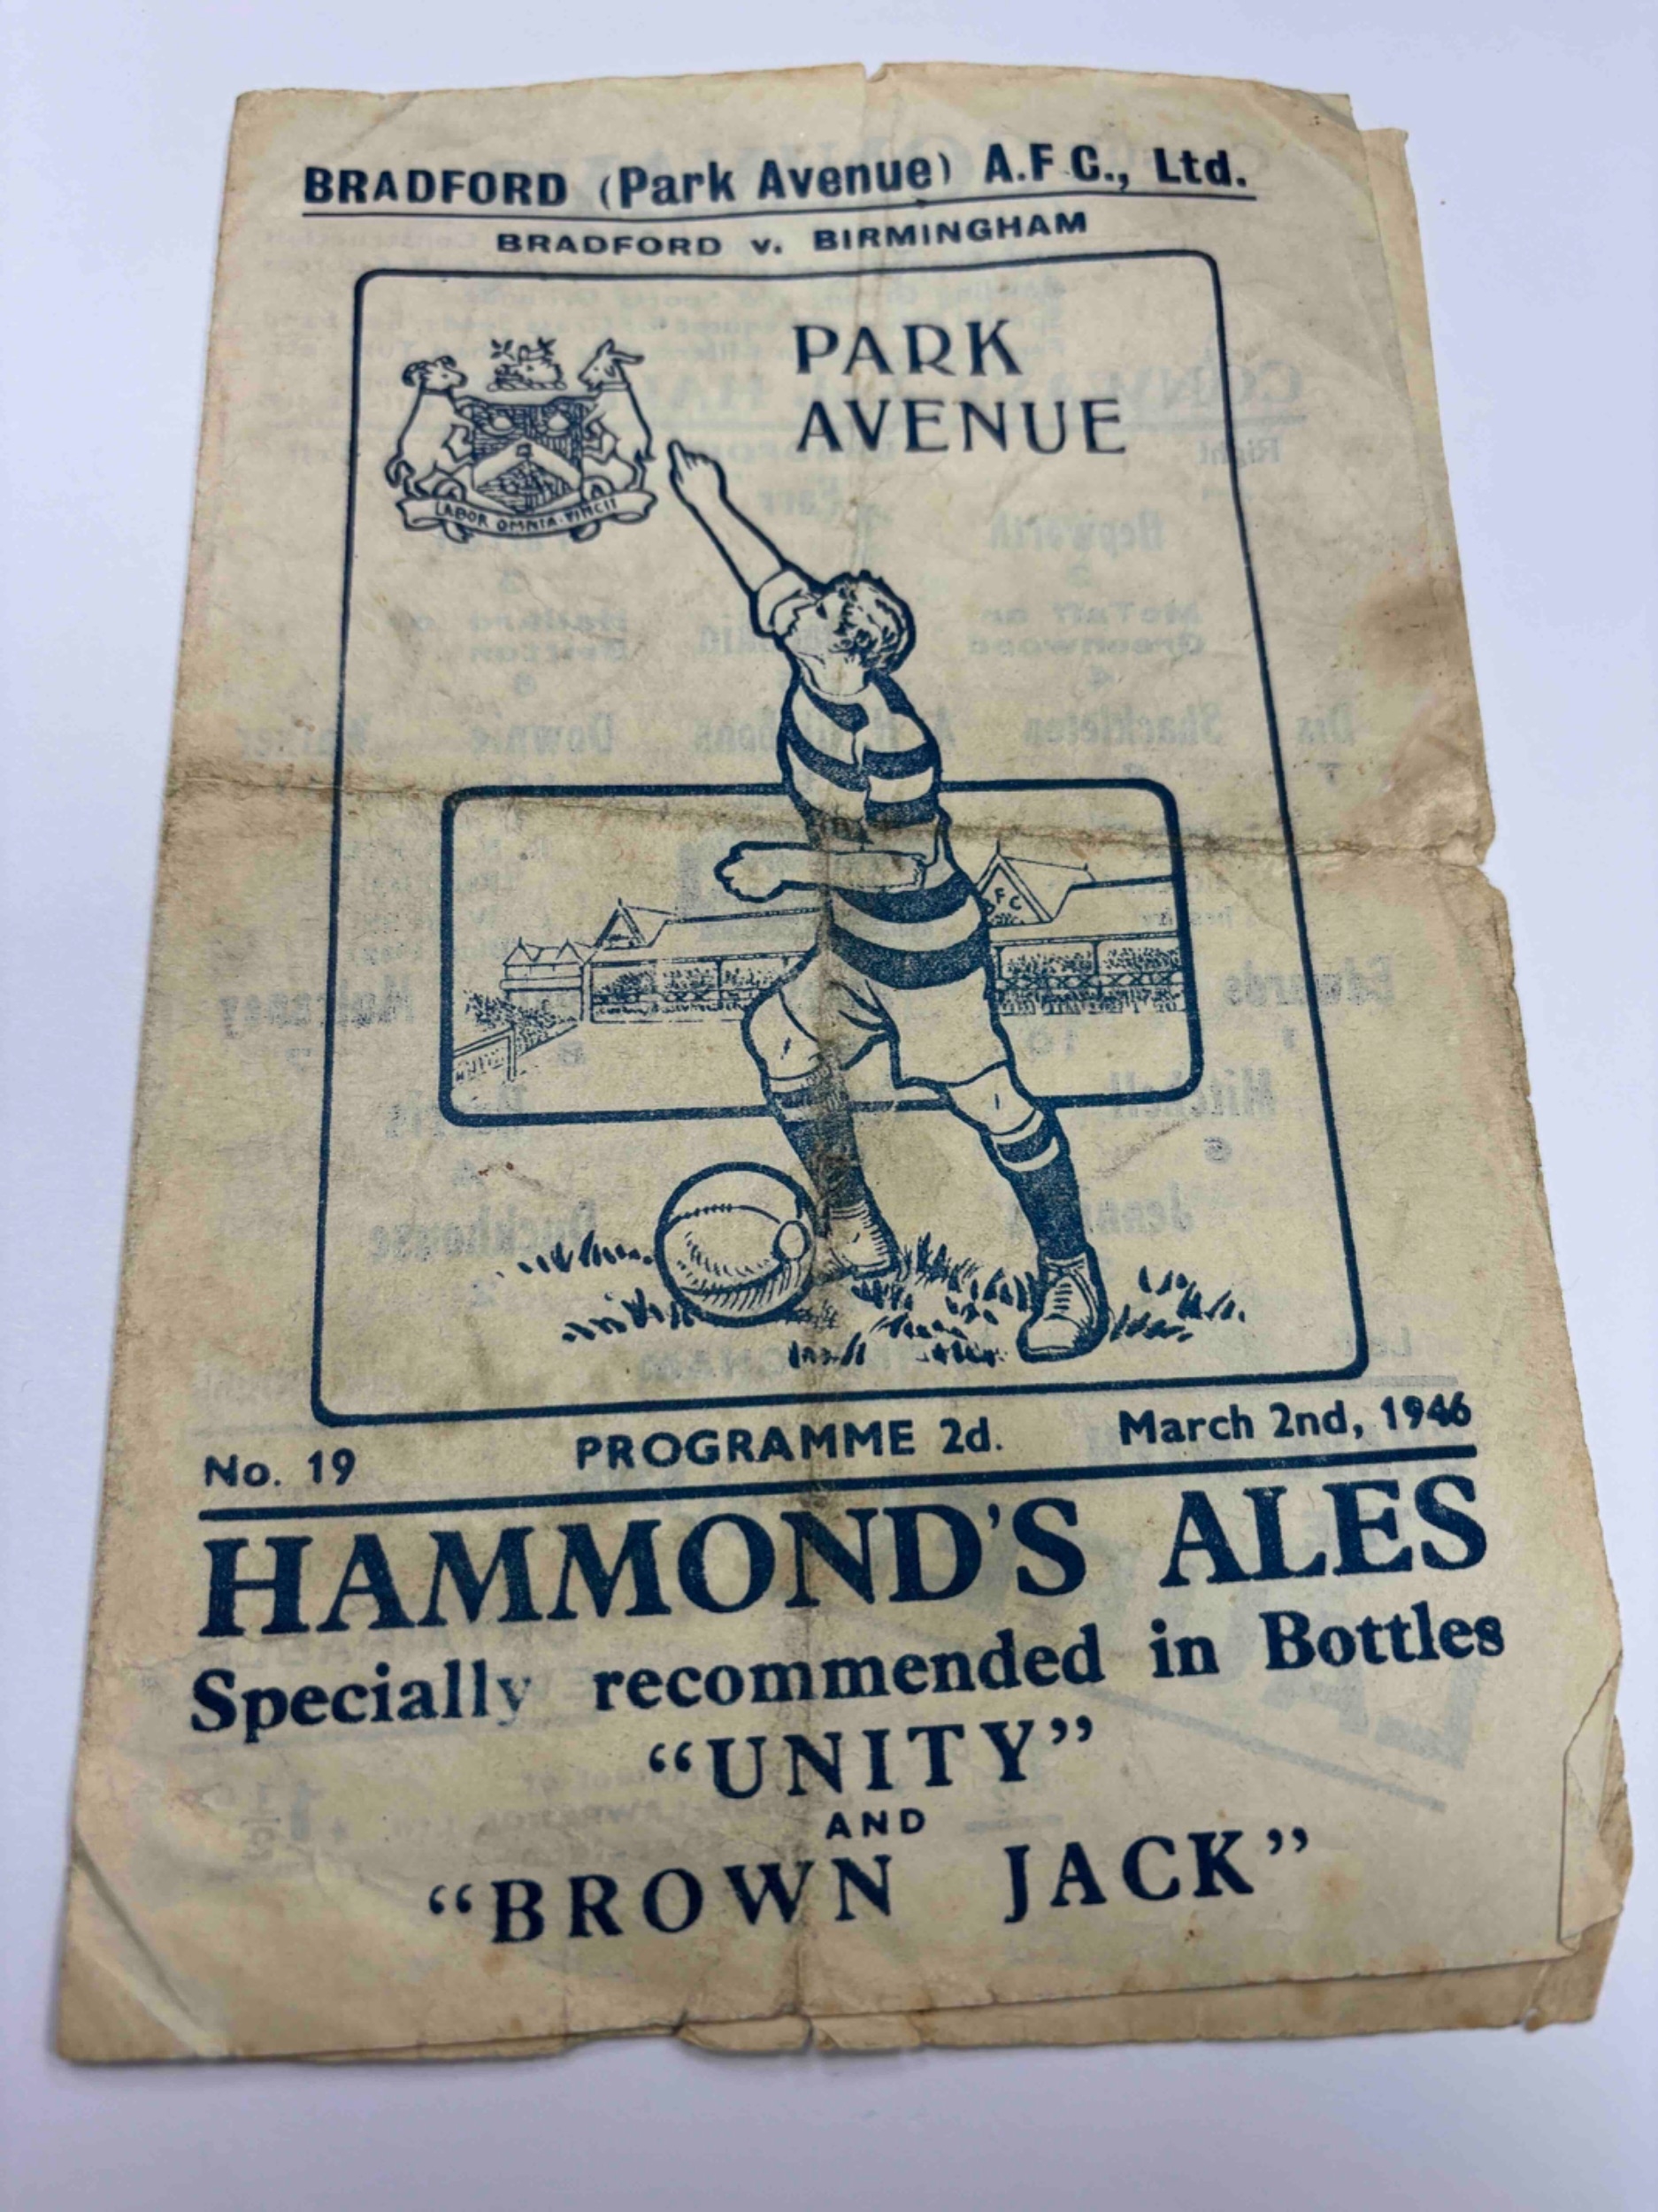 BRADFORD (Park Avenue) A.F.C., Ltd.
BRADFORD v. BIRMINGHAM
PARK
AVENUE
LABOR OMNIA VINCIT
FC
No. 19 PROGRAMME 2d. March 2nd, 1946
HAMMOND'S ALES
Specially recommended in Bottles
“UNITY”
AND
“BROWN JACK”